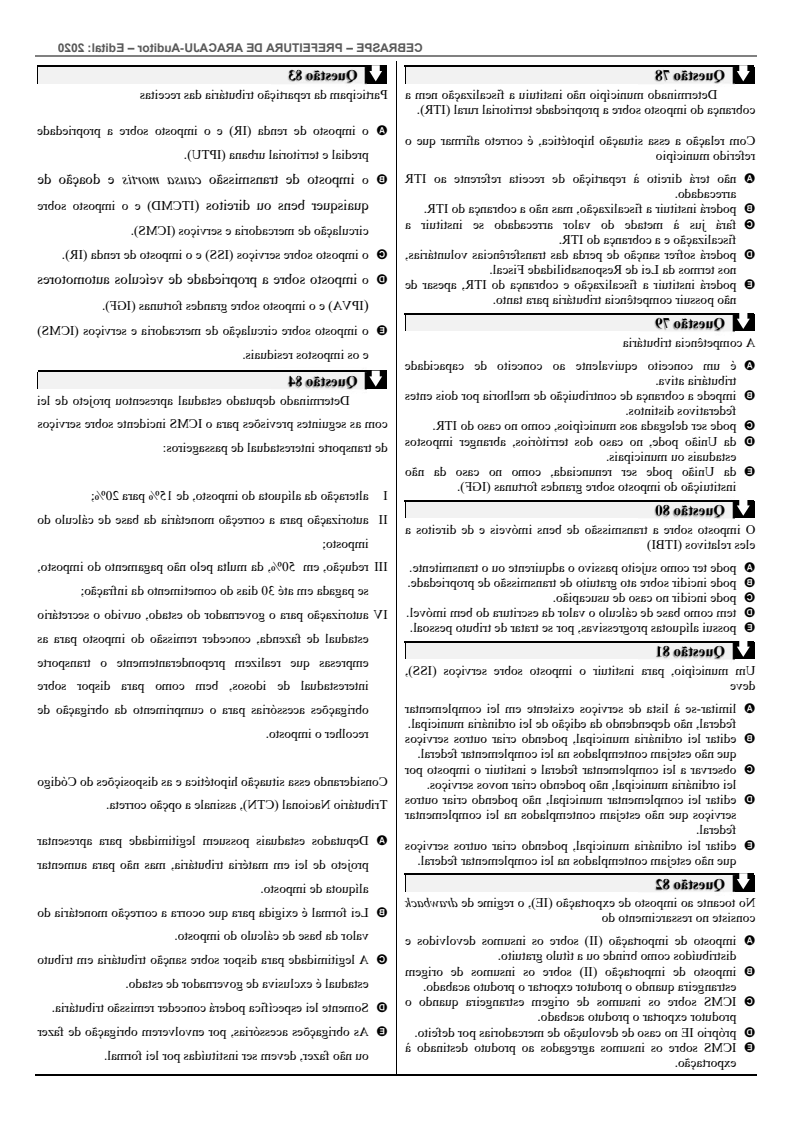 CEBRASPE – PREFEITURA DE ARACAJU-Auditor – Edital: 2020
Questão 78
Determinado município não instituiu a fiscalização nem a
cobrança do imposto sobre a propriedade territorial rural (ITR).
Com relação a essa situação hipotética, é correto afirmar que o
referido município
A não terá direito à repartição de receita referente ao ITR
arrecadado.
B poderá instituir a fiscalização, mas não a cobrança do ITR.
C fará jus à metade do valor arrecadado se instituir a
fiscalização e a cobrança do ITR.
D poderá sofrer sanção de perda das transferências voluntárias,
nos termos da Lei de Responsabilidade Fiscal.
E poderá instituir a fiscalização e cobrança do ITR, apesar de
não possuir competência tributária para tanto.
Questão 79
A competência tributária
A é um conceito equivalente ao conceito de capacidade
tributária ativa.
B impede a cobrança de contribuição de melhoria por dois entes
federativos distintos.
C pode ser delegada aos municípios, como no caso do ITR.
D da União pode, no caso dos territórios, abranger impostos
estaduais ou municipais.
E da União pode ser renunciada, como no caso da não
instituição do imposto sobre grandes fortunas (IGF).
Questão 80
O imposto sobre a transmissão de bens imóveis e de direitos a
eles relativos (ITBI)
A pode ter como sujeito passivo o adquirente ou o transmitente.
B pode incidir sobre ato gratuito de transmissão de propriedade.
C pode incidir no caso de usucapião.
D tem como base de cálculo o valor da escritura do bem imóvel.
E possui alíquotas progressivas, por se tratar de tributo pessoal.
Questão 81
Um município, para instituir o imposto sobre serviços (ISS),
deve
A limitar-se à lista de serviços existente em lei complementar
federal, não dependendo da edição de lei ordinária municipal.
B editar lei ordinária municipal, podendo criar outros serviços
que não estejam contemplados na lei complementar federal.
C observar a lei complementar federal e instituir o imposto por
lei ordinária municipal, não podendo criar novos serviços.
D editar lei complementar municipal, não podendo criar outros
serviços que não estejam contemplados na lei complementar
federal.
E editar lei ordinária municipal, podendo criar outros serviços
que não estejam contemplados na lei complementar federal.
Questão 82
No tocante ao imposto de exportação (IE), o regime de drawback
consiste no ressarcimento do
A imposto de importação (II) sobre os insumos devolvidos e
distribuídos como brinde ou a título gratuito.
B imposto de importação (II) sobre os insumos de origem
estrangeira quando o produtor exportar o produto acabado.
C ICMS sobre os insumos de origem estrangeira quando o
produtor exportar o produto acabado.
D próprio IE no caso de devolução de mercadorias por defeito.
E ICMS sobre os insumos agregados ao produto destinado à
exportação.
Questão 83
Participam da repartição tributária das receitas
A o imposto de renda (IR) e o imposto sobre a propriedade
predial e territorial urbana (IPTU).
B o imposto de transmissão causa mortis e doação de
quaisquer bens ou direitos (ITCMD) e o imposto sobre
circulação de mercadoria e serviços (ICMS).
C o imposto sobre serviços (ISS) e o imposto de renda (IR).
D o imposto sobre a propriedade de veículos automotores
(IPVA) e o imposto sobre grandes fortunas (IGF).
E o imposto sobre circulação de mercadoria e serviços (ICMS)
e os impostos residuais.
Questão 84
Determinado deputado estadual apresentou projeto de lei
com as seguintes previsões para o ICMS incidente sobre serviços
de transporte interestadual de passageiros:
I alteração da alíquota do imposto, de 15% para 20%;
II autorização para a correção monetária da base de cálculo do
imposto;
III redução, em 50%, da multa pelo não pagamento do imposto,
se pagada em até 30 dias do cometimento da infração;
IV autorização para o governador do estado, ouvido o secretário
estadual de fazenda, conceder remissão do imposto para as
empresas que realizem preponderantemente o transporte
interestadual de idosos, bem como para dispor sobre
obrigações acessórias para o cumprimento da obrigação de
recolher o imposto.
Considerando essa situação hipotética e as disposições do Código
Tributário Nacional (CTN), assinale a opção correta.
A Deputados estaduais possuem legitimidade para apresentar
projeto de lei em matéria tributária, mas não para aumentar
alíquota de imposto.
B Lei formal é exigida para que ocorra a correção monetária do
valor da base de cálculo do imposto.
C A legitimidade para dispor sobre sanção tributária em tributo
estadual é exclusiva de governador de estado.
D Somente lei específica poderá conceder remissão tributária.
E As obrigações acessórias, por envolverem obrigação de fazer
ou não fazer, devem ser instituídas por lei formal.